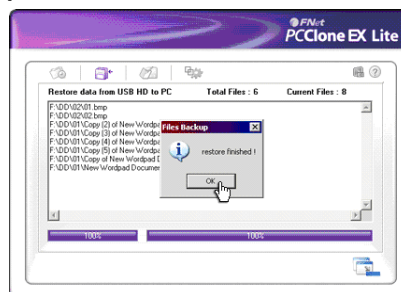 FNet
PCClone EX Lite
Restore data from USB HD to PC Total Files : 6 Current Files : 8
F:\DD\02\01.bmp
F:\DD\02\02.bmp
F:\DD\01\Copy (2) of New Wordpa
F:\DD\01\Copy (3) of New Wordpa
F:\DD\01\Copy (4) of New Wordpa
F:\DD\01\Copy (5) of New Wordpa
F:\DD\01\Copy of New Wordpad D
F:\DD\01\New Wordpad Documen
Files Backup
restore finished !
OK
100% 100%